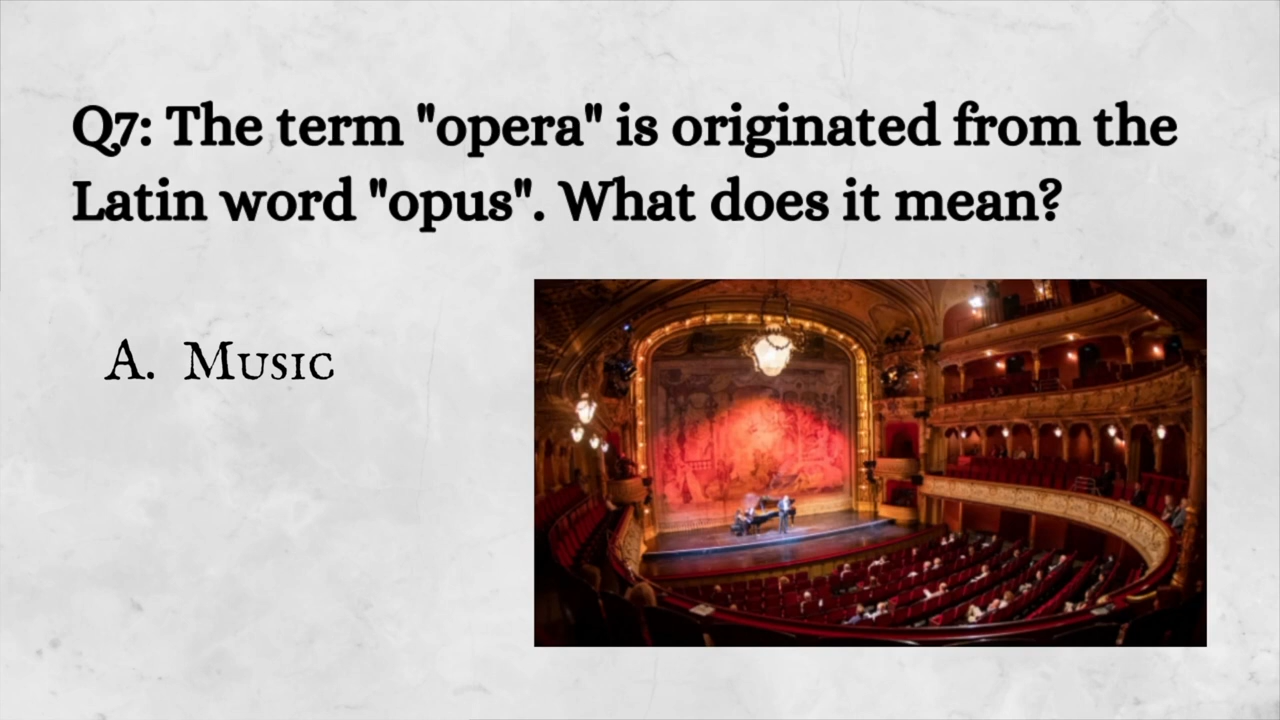 Q7: The term "opera" is originated from the
Latin word "opus". What does it mean?
A. Music